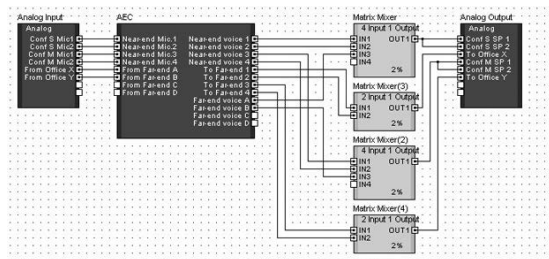 Analog Input
Analog
Conf S Mic1
Conf S Mic2
Conf M Mic1
Conf M Mic2
From Office X
From Office Y
AEC
Near-end Mic.1
Near-end Mic.2
Near-end Mic.3
Near-end Mic.4
From Far-end A
From Far-end B
From Far-end C
From Far-end D
Near-end voice 1
Near-end voice 2
Near-end voice 3
Near-end voice 4
To Far-end 1
To Far-end 2
To Far-end 3
To Far-end 4
Far-end voice A
Far-end voice B
Far-end voice C
Far-end voice D
Matrix Mixer
4 Input 1 Output
IN1
IN2
IN3
IN4
OUT1
2%
Matrix Mixer(3)
2 Input 1 Output
IN1
IN2
OUT1
2%
Matrix Mixer(2)
4 Input 1 Output
IN1
IN2
IN3
IN4
OUT1
2%
Matrix Mixer(4)
2 Input 1 Output
IN1
IN2
OUT1
2%
Analog Output
Analog
Conf S SP 1
Conf S SP 2
To Office X
Conf M SP 1
Conf M SP 2
To Office Y